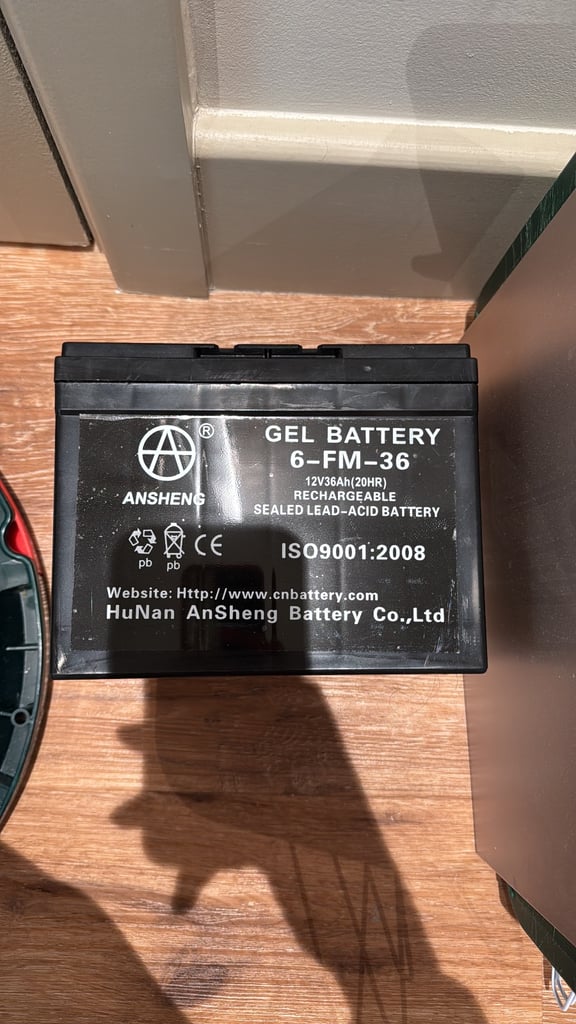 ®
ANSHENG
GEL BATTERY
6-FM-36
12V36Ah(20HR)
RECHARGEABLE
SEALED LEAD-ACID BATTERY
pb pb CE
ISO9001:2008
Website: Http://www.cnbattery.com
HuNan AnSheng Battery Co.,Ltd